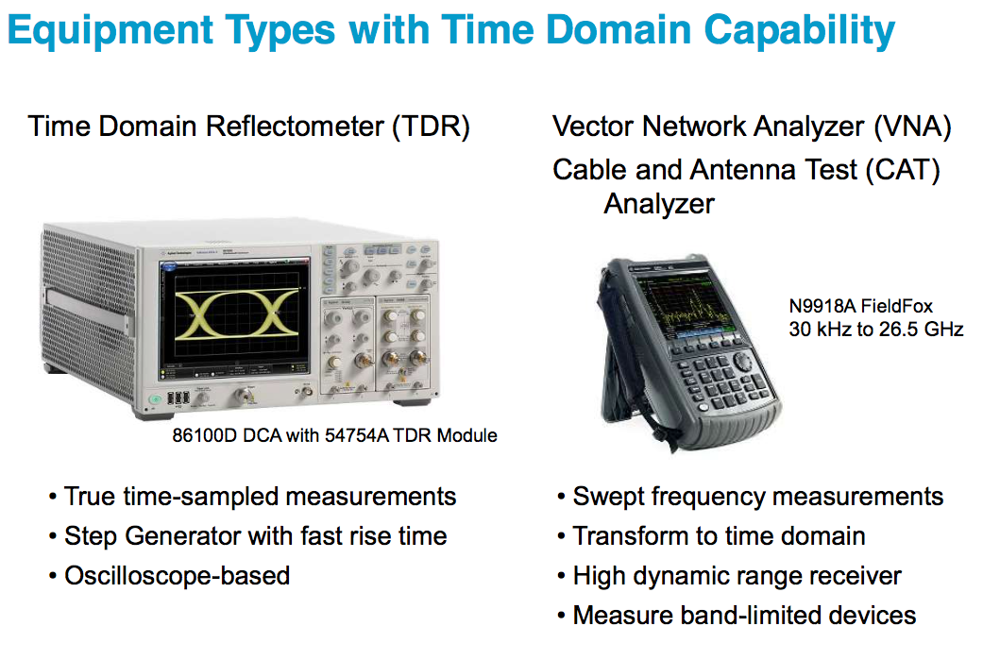 Equipment Types with Time Domain Capability
Time Domain Reflectometer (TDR)
86100D DCA with 54754A TDR Module
• True time-sampled measurements
• Step Generator with fast rise time
• Oscilloscope-based
Vector Network Analyzer (VNA)
Cable and Antenna Test (CAT)
Analyzer
N9918A FieldFox
30 kHz to 26.5 GHz
• Swept frequency measurements
• Transform to time domain
• High dynamic range receiver
• Measure band-limited devices